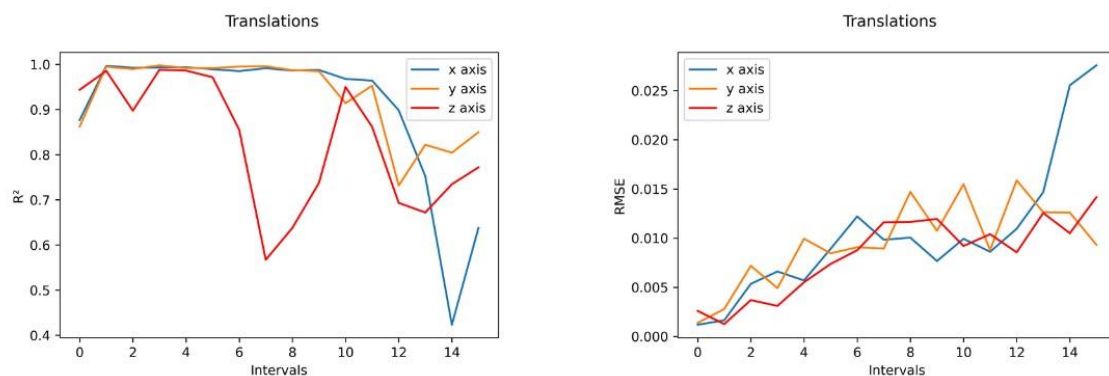 Translations
1.0
0.9
0.8
0.7
0.6
0.5
0.4
R²
x axis
y axis
z axis
0 2 4 6 8 10 12 14
Intervals
Translations
0.025
0.020
0.015
0.010
0.005
0.000
RMSE
x axis
y axis
z axis
0 2 4 6 8 10 12 14
Intervals